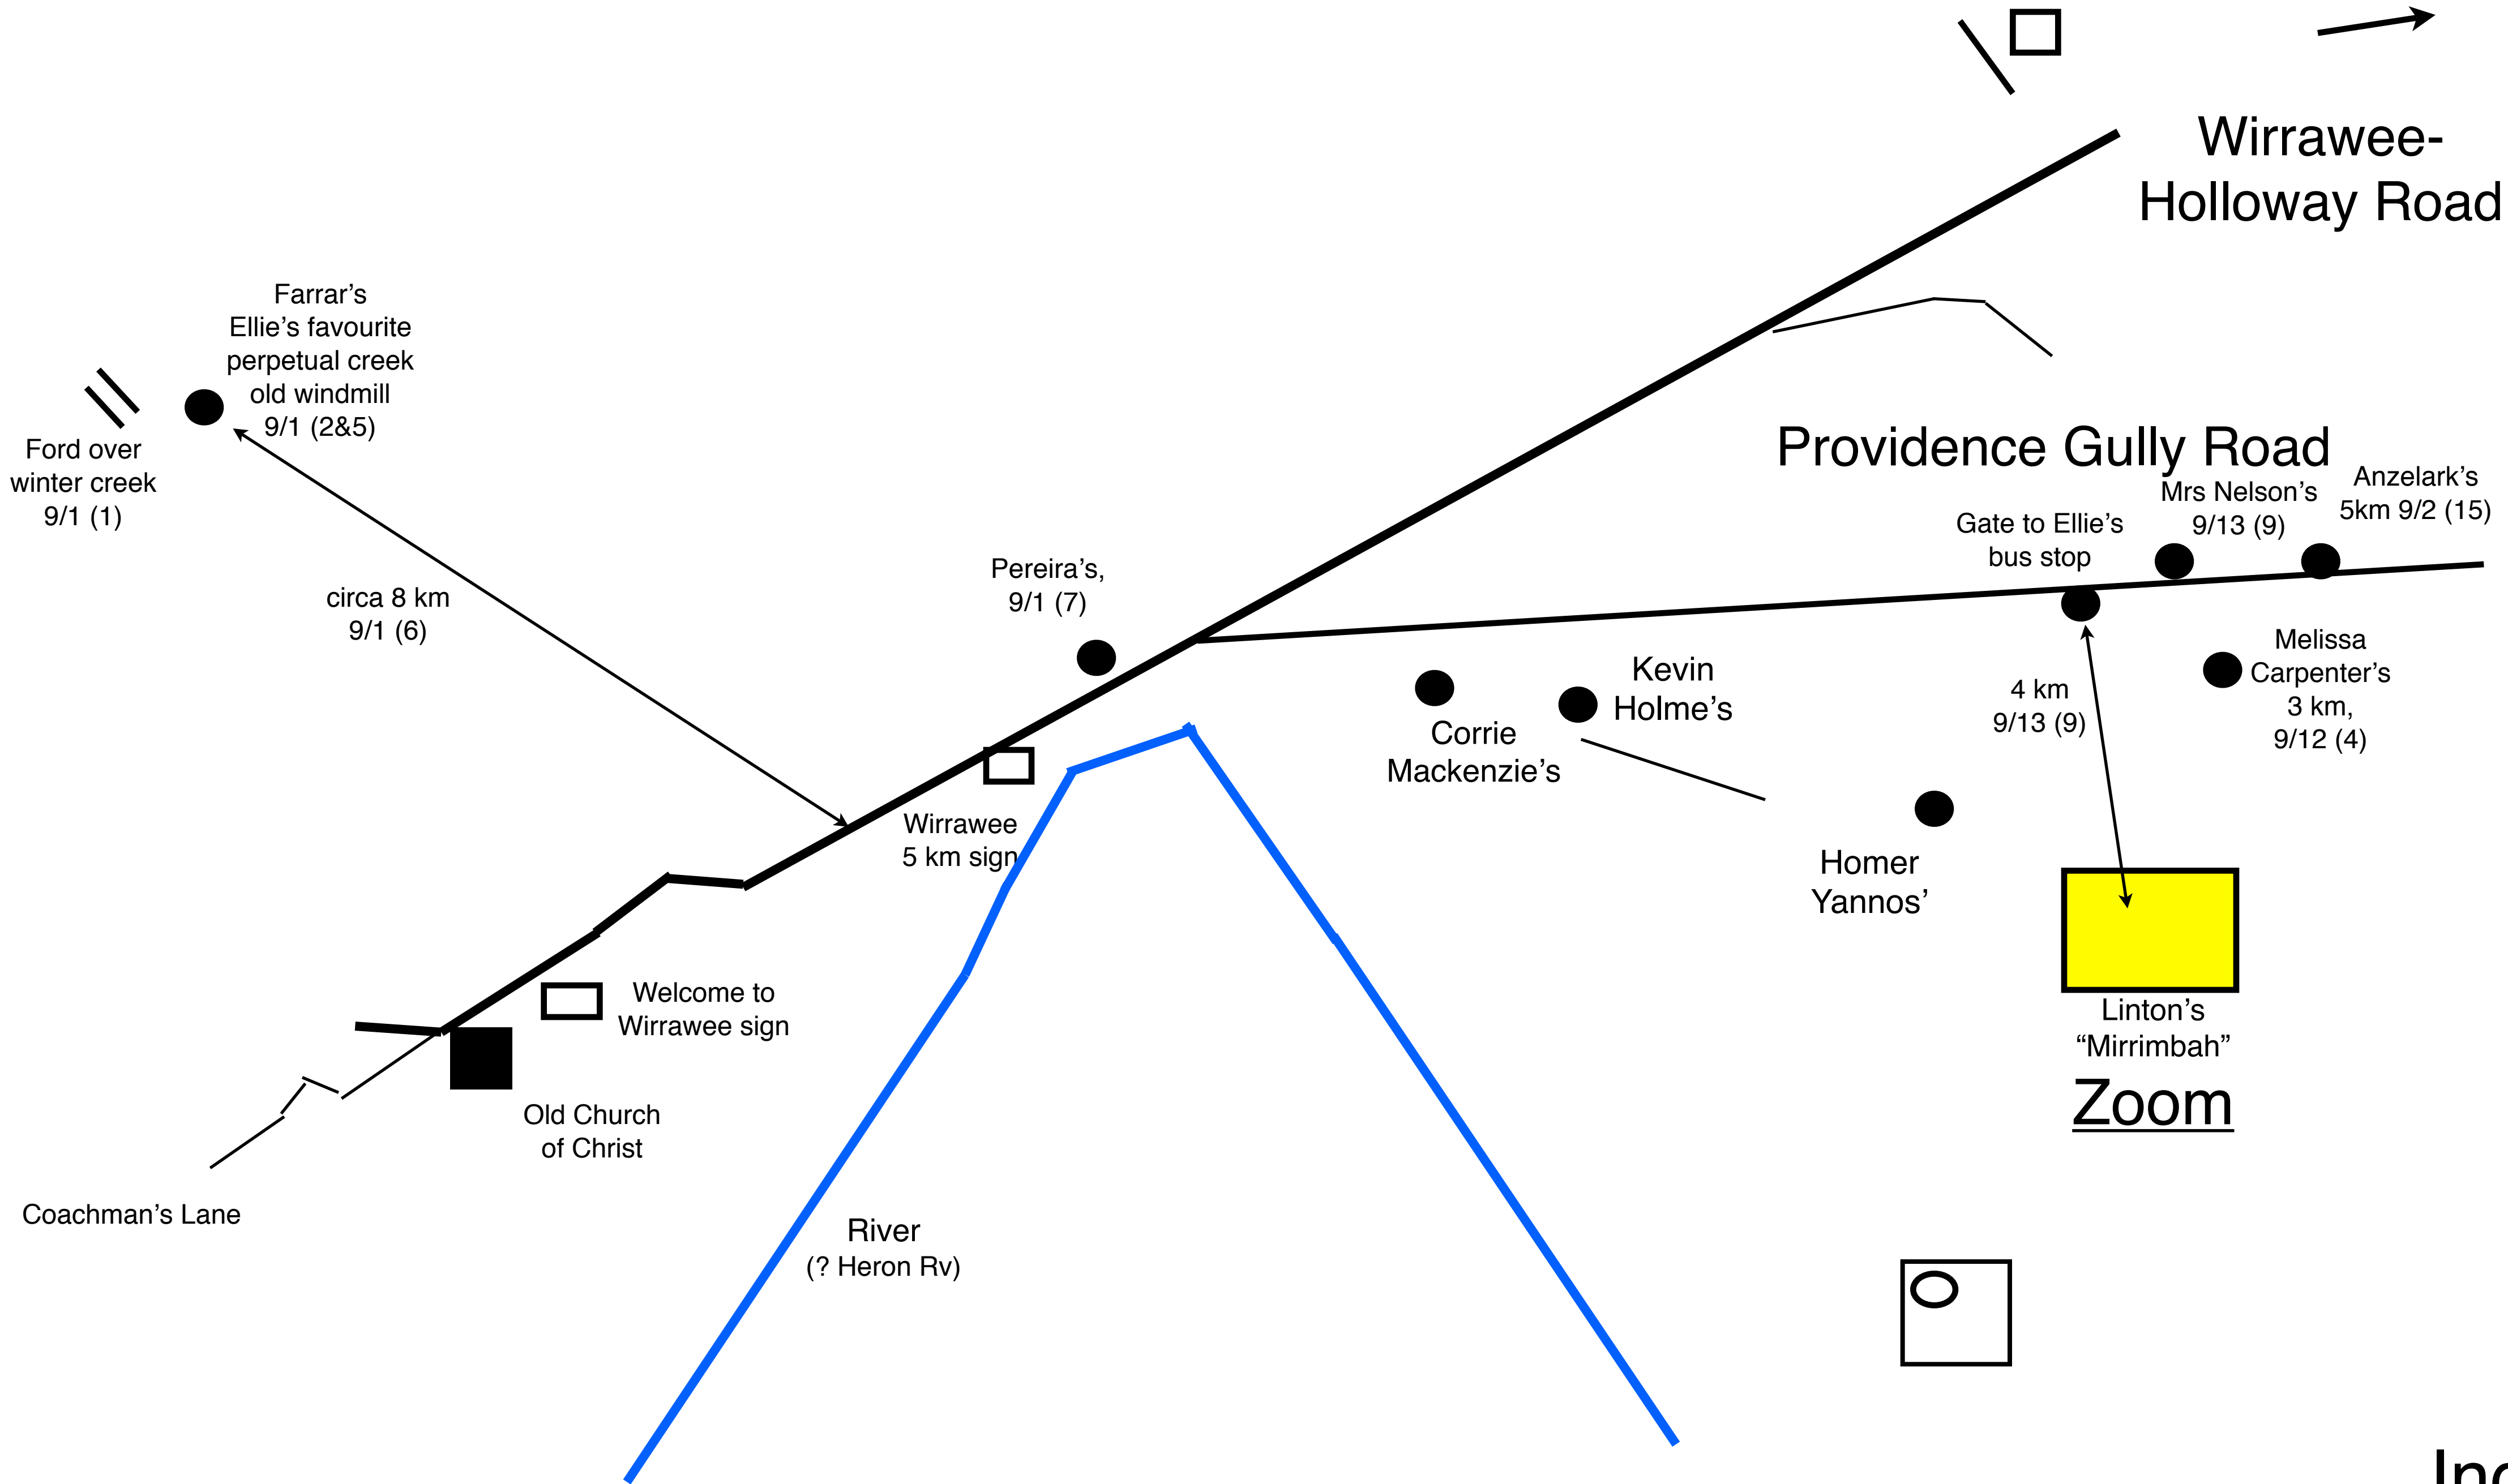 Wirrawee-
Holloway Road
Farrar’s
Ellie’s favourite
perpetual creek
old windmill
9/1 (2&5)
Ford over
winter creek
9/1 (1)
circa 8 km
9/1 (6)
Pereira’s,
9/1 (7)
Providence Gully Road
Gate to Ellie’s
bus stop
Mrs Nelson’s
9/13 (9)
Anzelark’s
5km 9/2 (15)
Kevin
Holme’s
Corrie
Mackenzie’s
4 km
9/13 (9)
Melissa
Carpenter’s
3 km,
9/12 (4)
Wirrawee
5 km sign
Homer
Yannos’
Linton’s
“Mirrimbah”
Zoom
Welcome to
Wirrawee sign
Old Church
of Christ
Coachman’s Lane
River
(? Heron Rv)